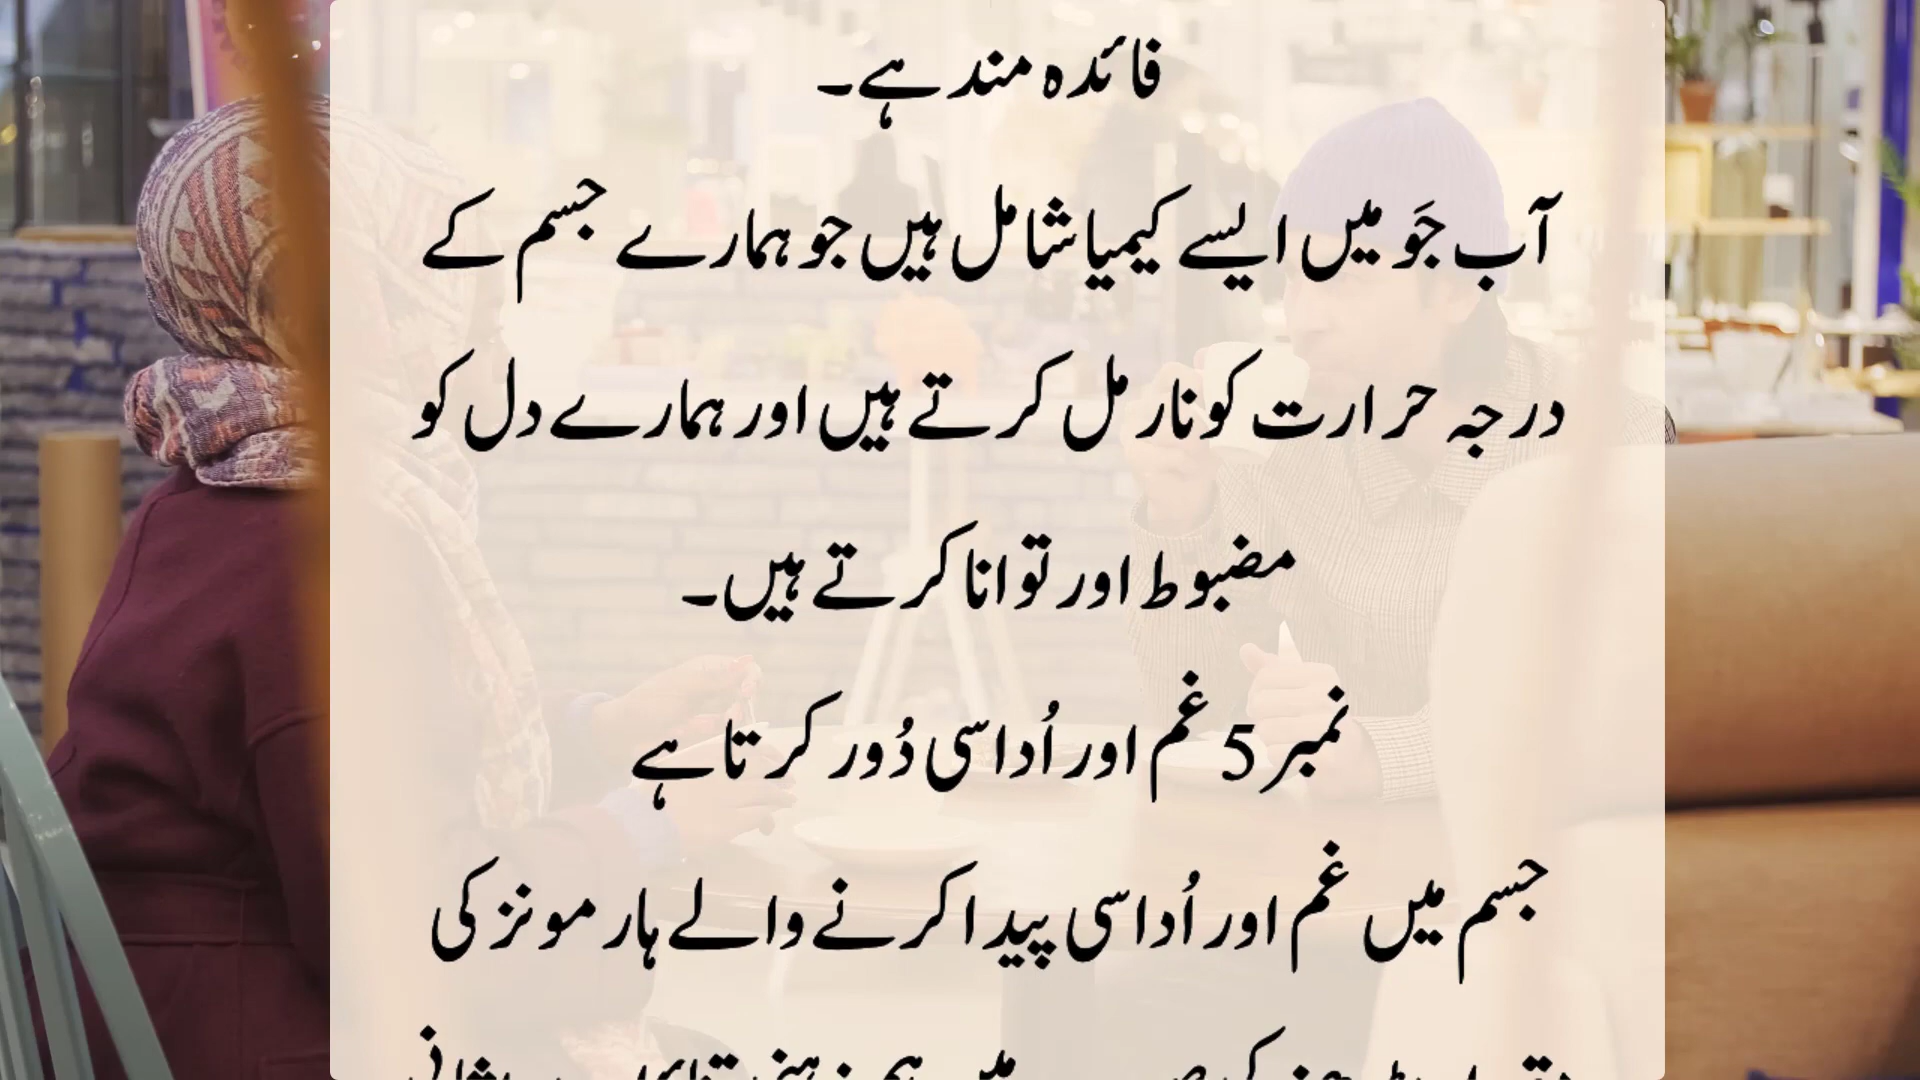 فائدہ مند ہے۔
آب جَو میں ایسے کیمیا شامل ہیں جو ہمارے جسم کے
درجہ حرارت کو نارمل کرتے ہیں اور ہمارے دل کو
مضبوط اور توانا کرتے ہیں۔
نمبر 5 غم اور اُداسی دُور کرتا ہے
جسم میں غم اور اُداسی پیدا کرنے والے ہارمونز کی